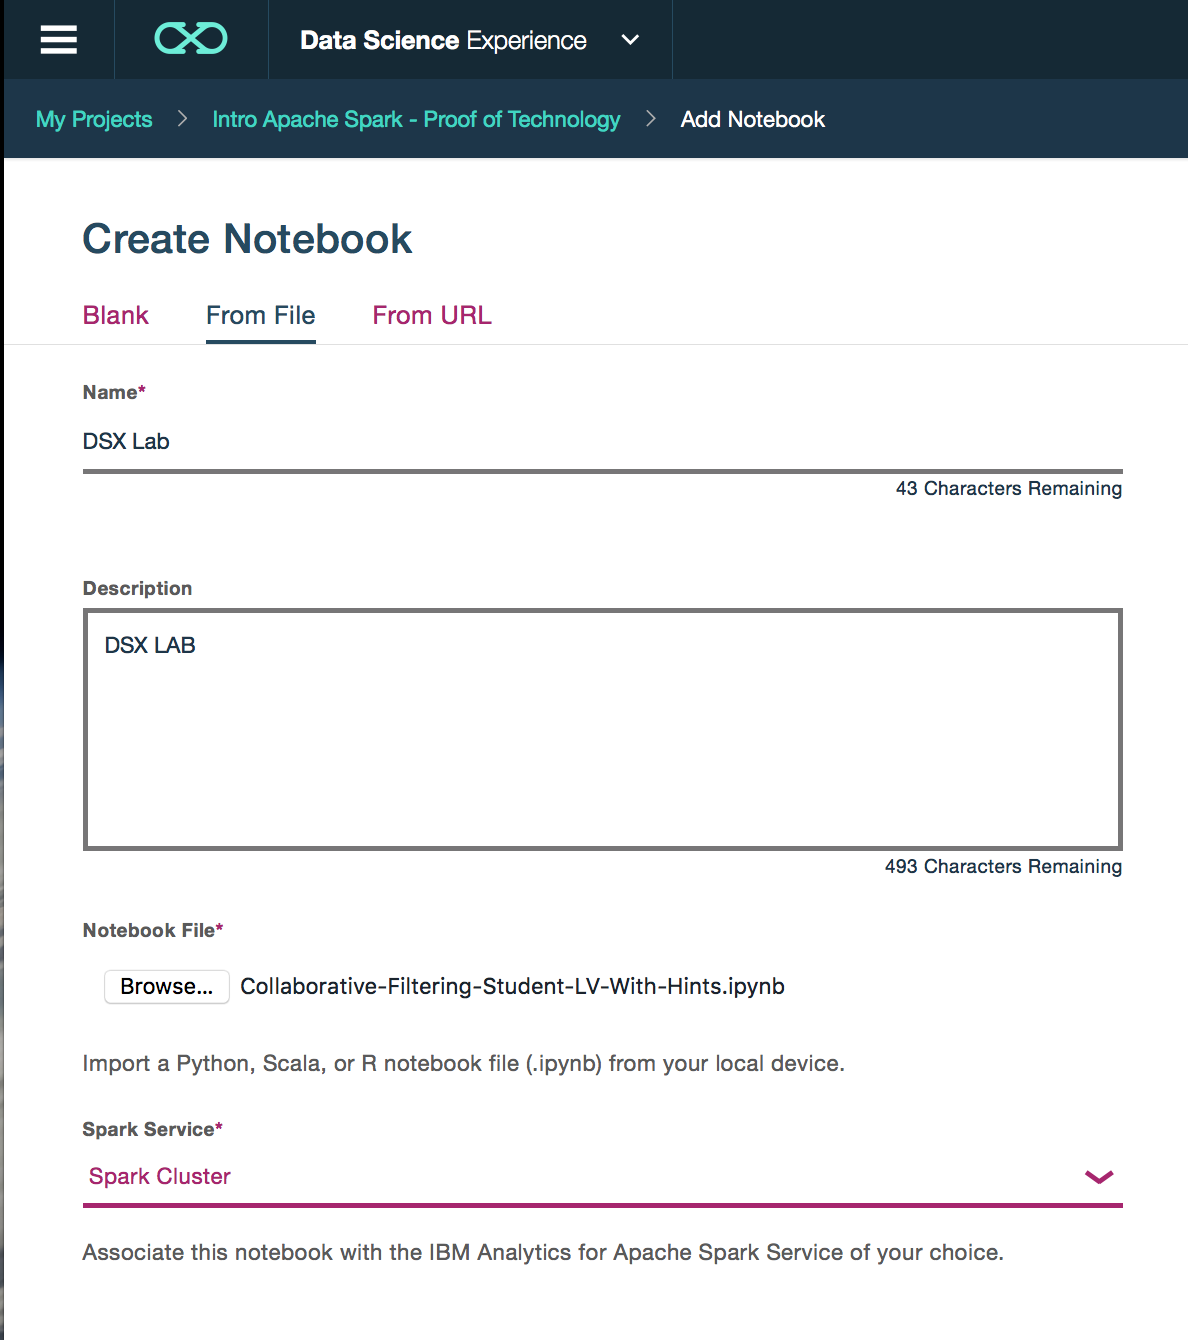 Data Science Experience
My Projects > Intro Apache Spark - Proof of Technology > Add Notebook
Create Notebook
Blank From File From URL
Name*
DSX Lab
43 Characters Remaining
Description
DSX LAB
493 Characters Remaining
Notebook File*
Browse... Collaborative-Filtering-Student-LV-With-Hints.ipynb
Import a Python, Scala, or R notebook file (.ipynb) from your local device.
Spark Service*
Spark Cluster
Associate this notebook with the IBM Analytics for Apache Spark Service of your choice.